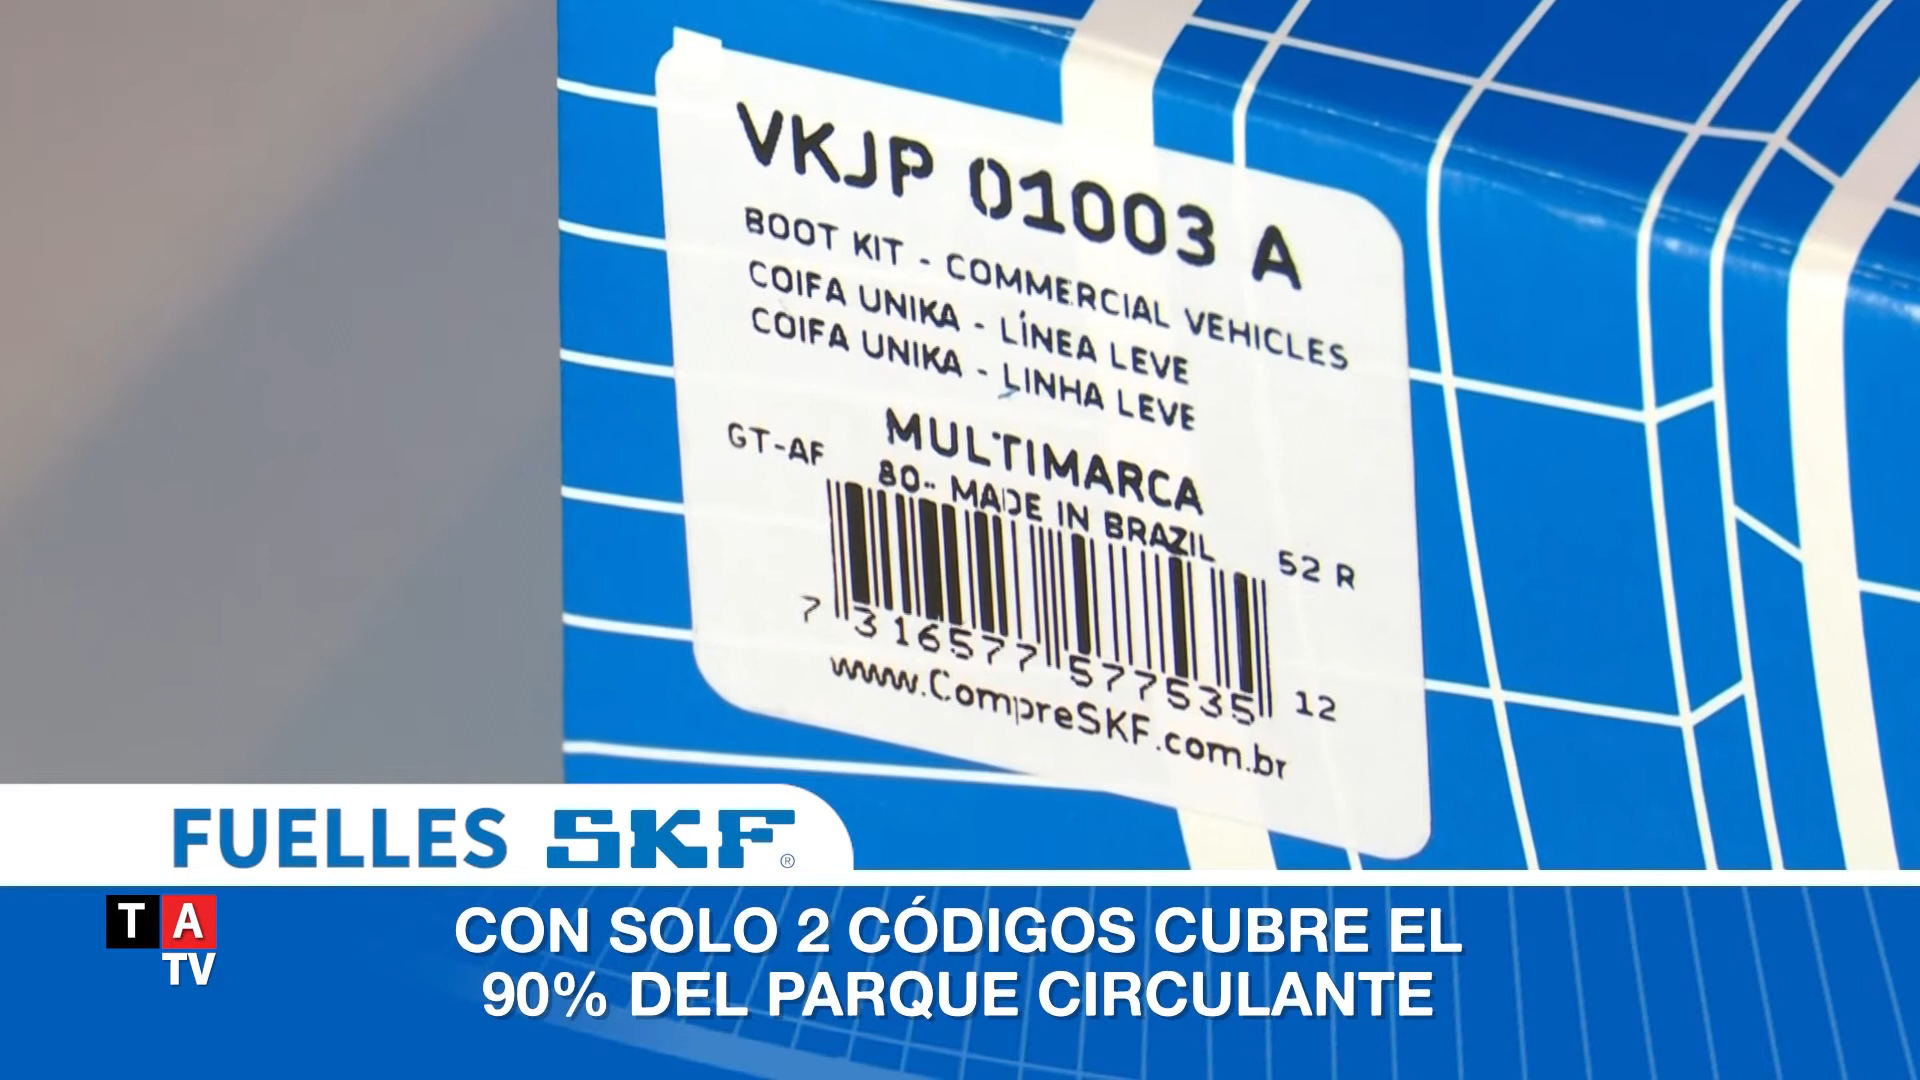 VKJP 01003 A
BOOT KIT - COMMERCIAL VEHICLES
COIFA UNIKA - LÍNEA LEVE
COIFA UNIKA - LINHA LEVE
MULTIMARCA
GT-AF
80-- MADE IN BRAZIL
52 R
7 316577 577535
12
www.CompreSKF.com.br
FUELLES SKF®
TA
TV
CON SOLO 2 CÓDIGOS CUBRE EL
90% DEL PARQUE CIRCULANTE